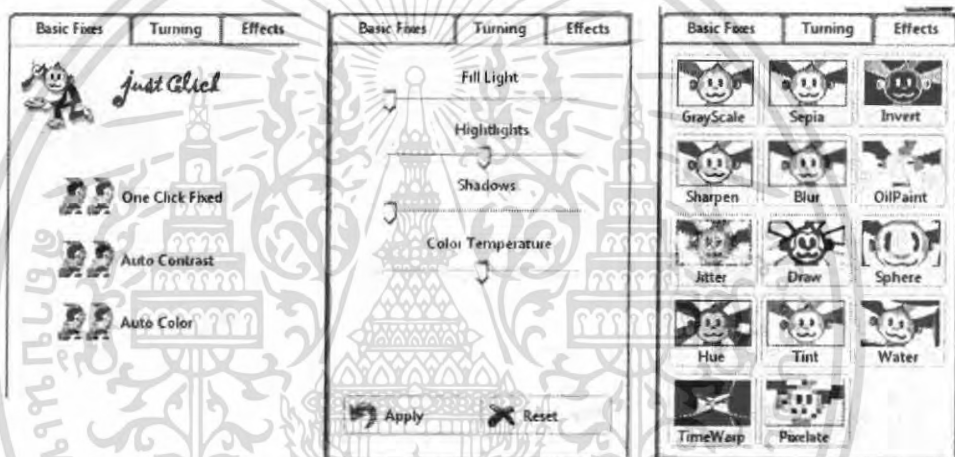 Basic Fixes Turning Effects
just Click
One Click Fixed
Auto Contrast
Auto Color
Basic Fixes Turning Effects
Fill Light
Hightlights
Shadows
Color Temperature
Apply Reset
Basic Fixes Turning Effects
GrayScale Sepia Invert
Sharpen Blur OilPaint
Jitter Draw Sphere
Hue Tint Water
TimeWarp Pixelate